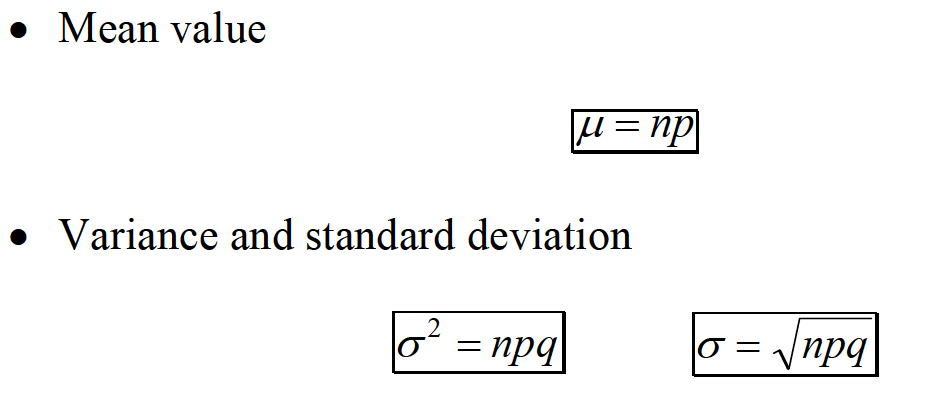 • Mean value
μ = np
• Variance and standard deviation
σ² = npq σ = √npq